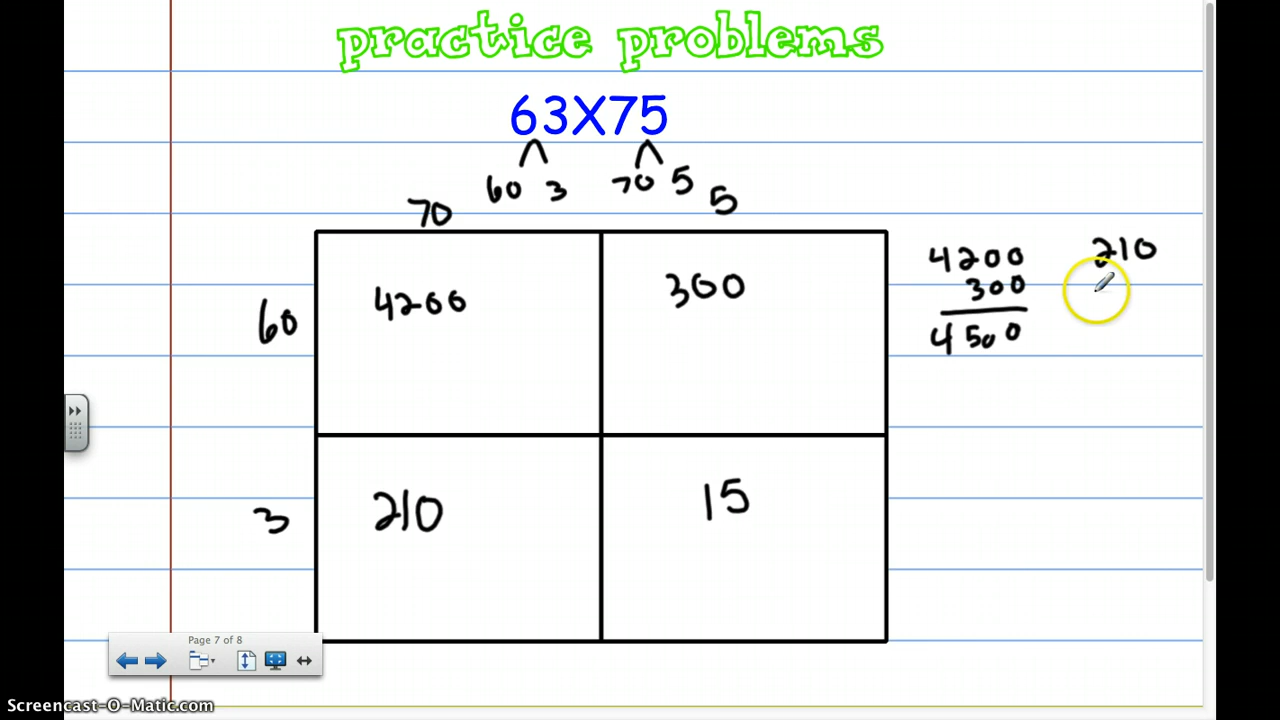 practice problems
63X75
60 3 70 5
70 5
60 4200 300
3 210 15
4200
300
4500
210
Page 7 of 8
Screencast-O-Matic.com